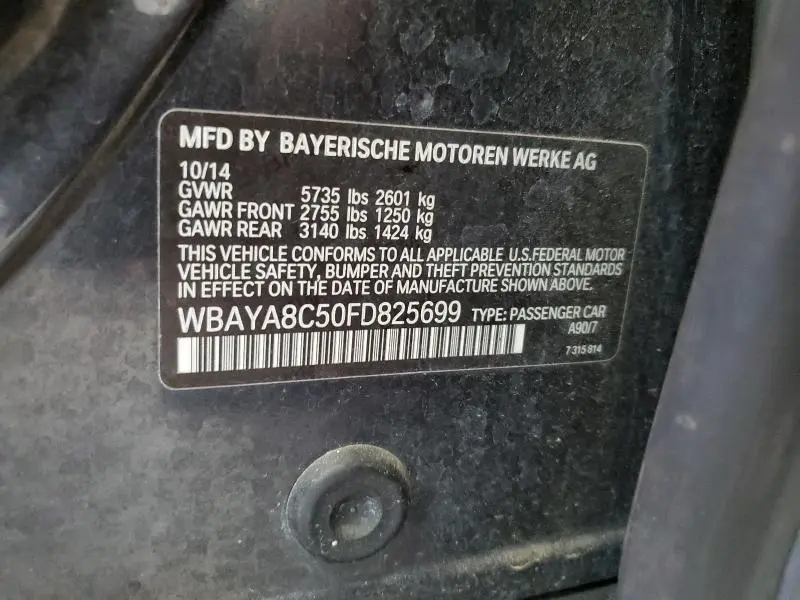 MFD BY BAYERISCHE MOTOREN WERKE AG
10/14
GVWR 5735 lbs 2601 kg
GAWR FRONT 2755 lbs 1250 kg
GAWR REAR 3140 lbs 1424 kg
THIS VEHICLE CONFORMS TO ALL APPLICABLE U.S.FEDERAL MOTOR
VEHICLE SAFETY, BUMPER AND THEFT PREVENTION STANDARDS
IN EFFECT ON THE DATE OF MANUFACTURE SHOWN ABOVE.
WBAYA8C50FD825699 TYPE: PASSENGER CAR
A90/7
7 315 814